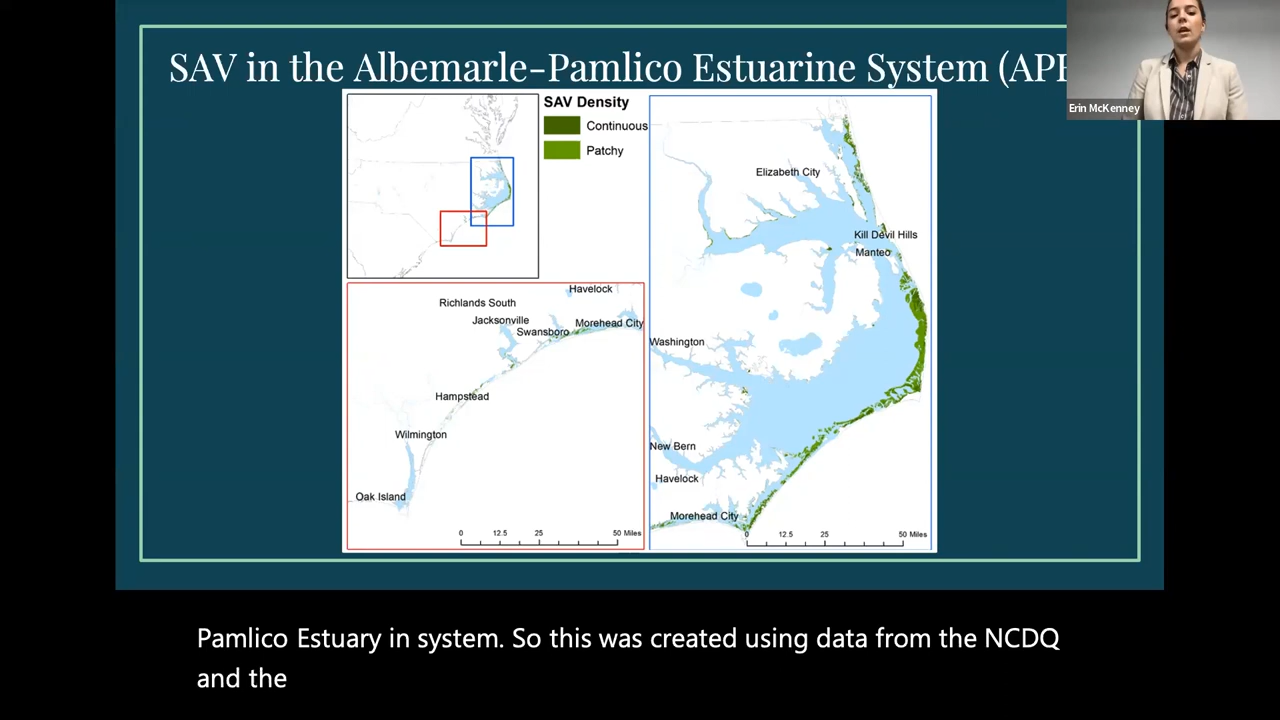 SAV in the Albemarle-Pamlico Estuarine System (APE
Erin McKenney
SAV Density
Continuous
Patchy
Elizabeth City
Kill Devil Hills
Manteo
Washington
New Bern
Havelock
Morehead City
0 12.5 25 50 Miles
Havelock
Richlands South
Jacksonville
Morehead City
Swansboro
Hampstead
Wilmington
Oak Island
0 12.5 25 50 Miles
Pamlico Estuary in system. So this was created using data from the NCDQ
and the